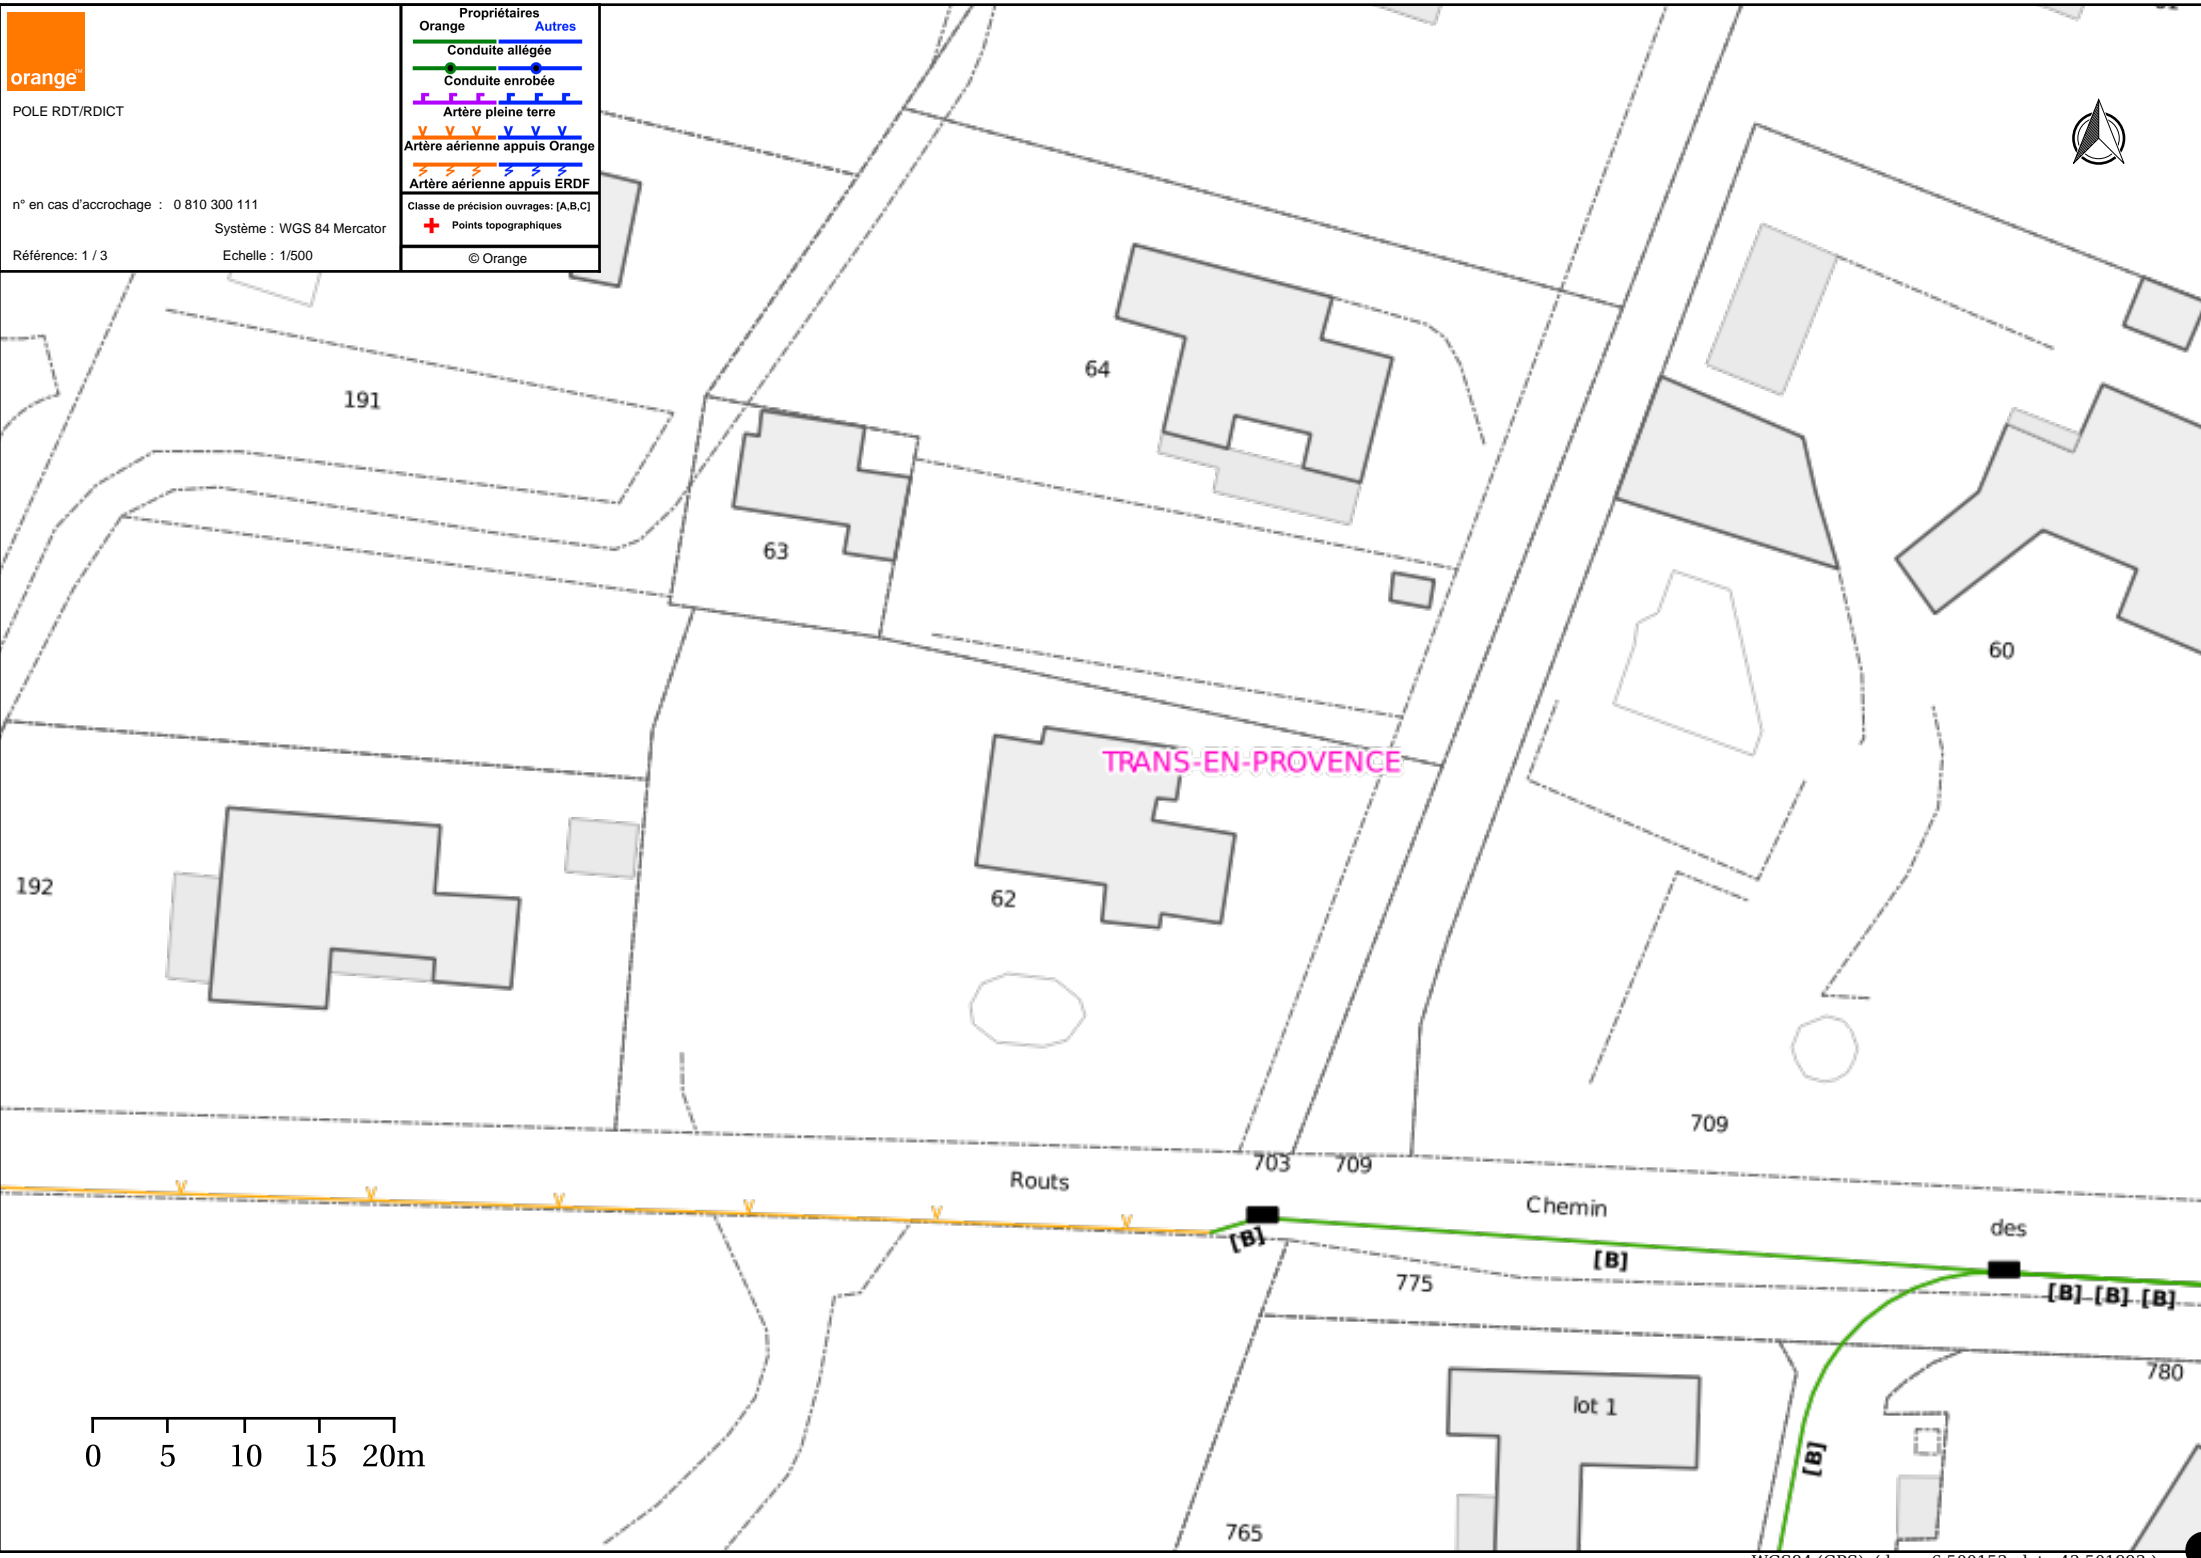 orange™
POLE RDT/RDICT
n° en cas d'accrochage : 0 810 300 111
Système : WGS 84 Mercator
Référence: 1 / 3 Echelle : 1/500
Propriétaires
Orange Autres
Conduite allégée
Conduite enrobée
Artère pleine terre
Artère aérienne appuis Orange
Artère aérienne appuis ERDF
Classe de précision ouvrages: [A,B,C]
Points topographiques
© Orange
64
191
63
60
TRANS-EN-PROVENCE
192
62
709
703 709
Routs
Chemin
des
[B]
[B]
775
[B] [B] [B]
780
lot 1
[B]
0 5 10 15 20m
765